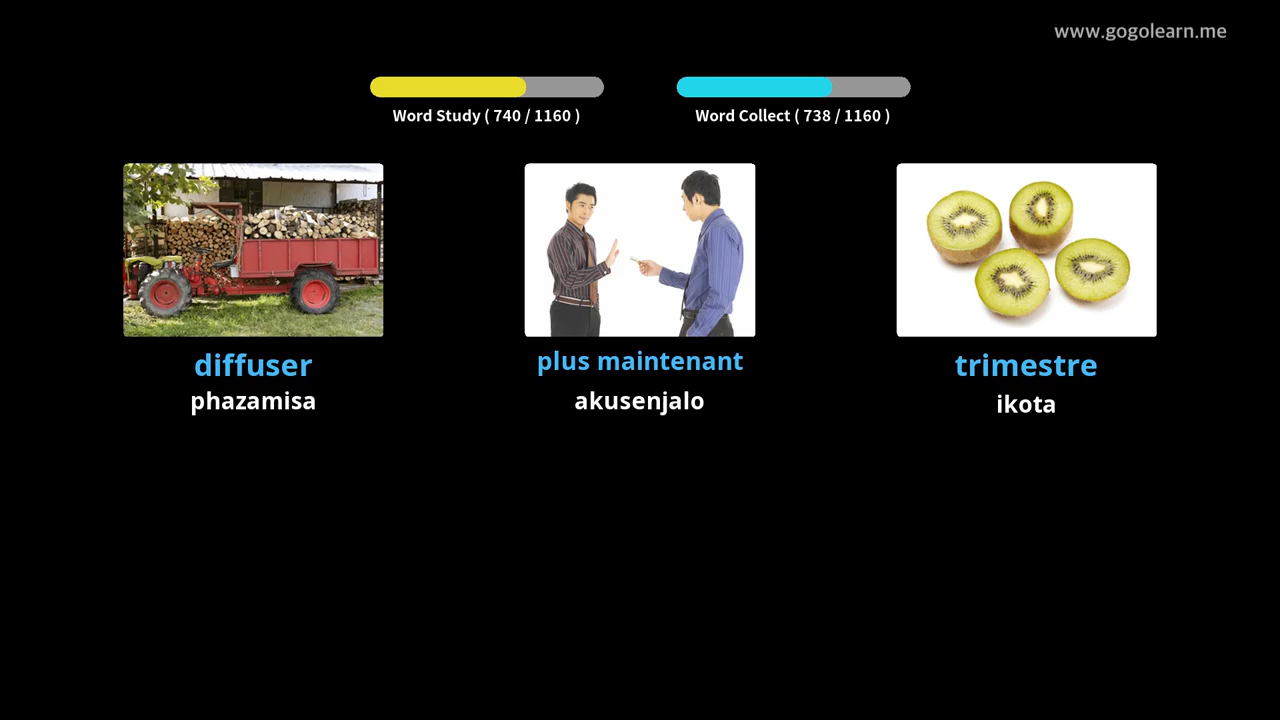 www.gogolearn.me
Word Study ( 740 / 1160 )
Word Collect ( 738 / 1160 )
diffuser
phazamisa
plus maintenant
akusenjalo
trimestre
ikota